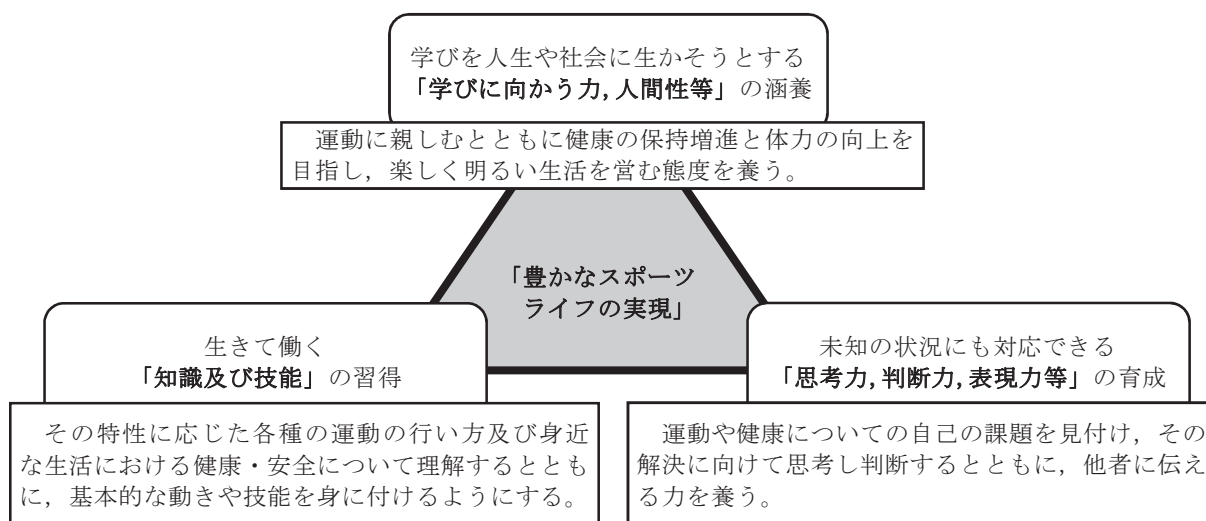 学びを人生や社会に生かそうとする
「学びに向かう力,人間性等」の涵養
運動に親しむとともに健康の保持増進と体力の向上を
目指し，楽しく明るい生活を営む態度を養う。
「豊かなスポーツ
ライフの実現」
生きて働く
「知識及び技能」の習得
その特性に応じた各種の運動の行い方及び身近
な生活における健康・安全について理解するととも
に，基本的な動きや技能を身に付けるようにする。
未知の状況にも対応できる
「思考力,判断力,表現力等」の育成
運動や健康についての自己の課題を見付け，その
解決に向けて思考し判断するとともに，他者に伝え
る力を養う。